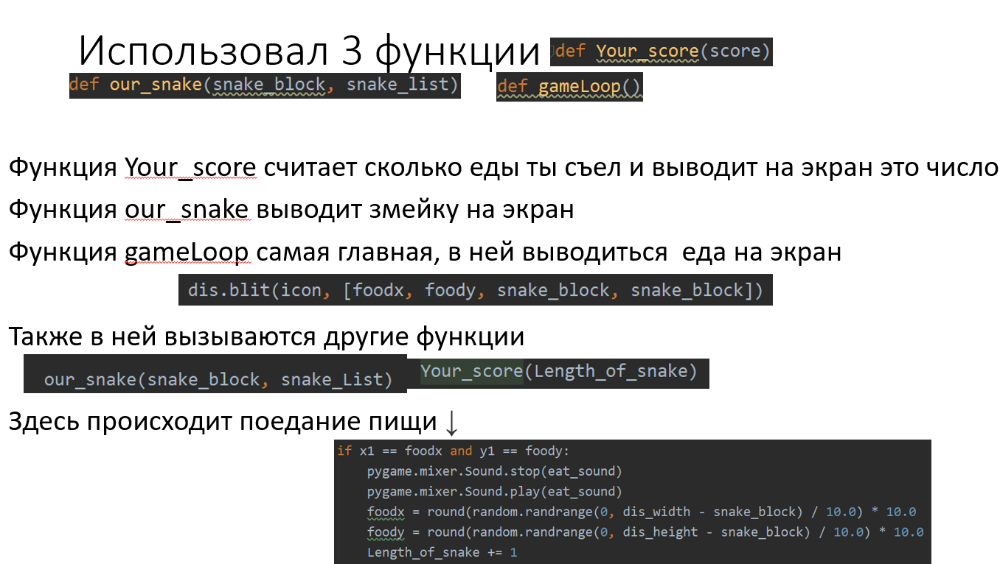 Использовал 3 функции def Your_score(score)
def our_snake(snake_block, snake_list) def gameLoop()
Функция Your_score считает сколько еды ты съел и выводит на экран это число
Функция our_snake выводит змейку на экран
Функция gameLoop самая главная, в ней выводиться еда на экран
dis.blit(icon, [foodx, foody, snake_block, snake_block])
Также в ней вызываются другие функции
our_snake(snake_block, snake_List) Your_score(Length_of_snake)
Здесь происходит поедание пищи ↓
if x1 == foodx and y1 == foody:
pygame.mixer.Sound.stop(eat_sound)
pygame.mixer.Sound.play(eat_sound)
foodx = round(random.randrange(0, dis_width - snake_block) / 10.0) * 10.0
foody = round(random.randrange(0, dis_height - snake_block) / 10.0) * 10.0
Length_of_snake += 1